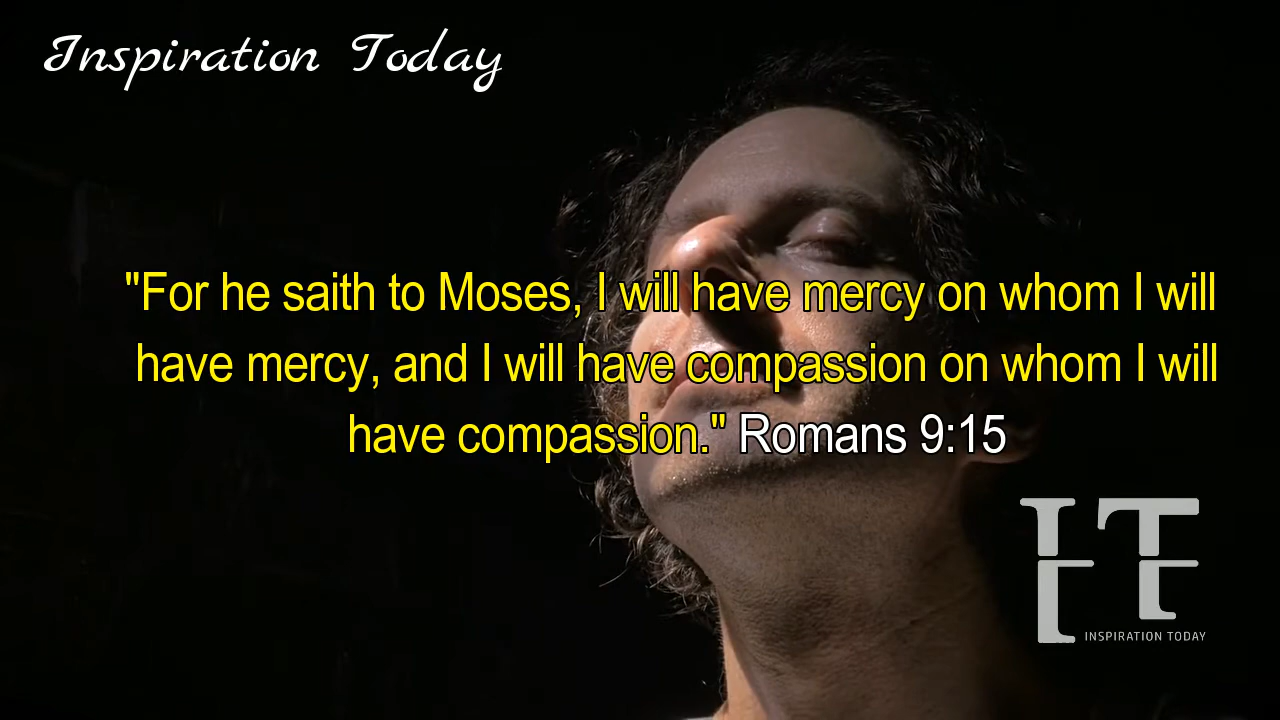 Inspiration Today
"For he saith to Moses, I will have mercy on whom I will
have mercy, and I will have compassion on whom I will
have compassion." Romans 9:15
IT
INSPIRATION TODAY